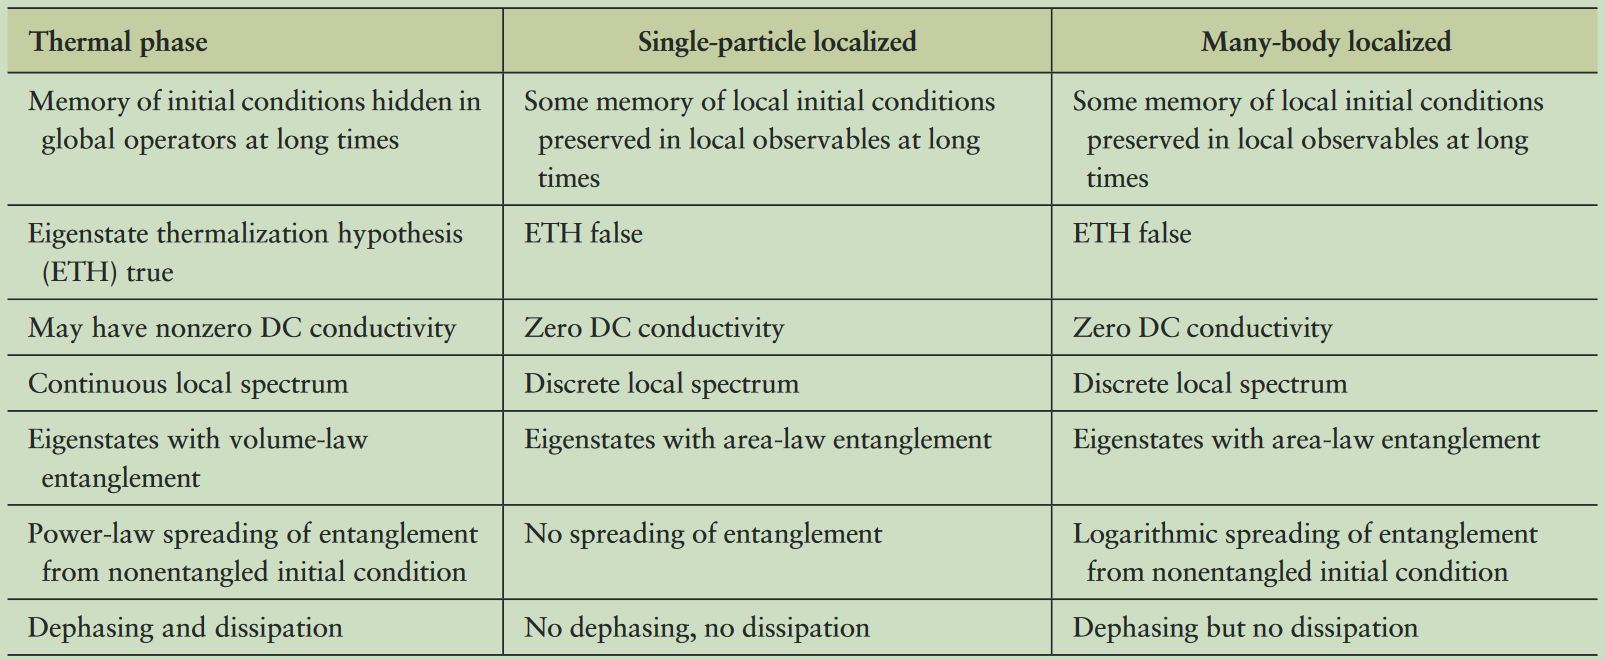 Thermal phase
Single-particle localized
Many-body localized
Memory of initial conditions hidden in
global operators at long times
Some memory of local initial conditions
preserved in local observables at long
times
Some memory of local initial conditions
preserved in local observables at long
times
Eigenstate thermalization hypothesis
(ETH) true
ETH false
ETH false
May have nonzero DC conductivity
Zero DC conductivity
Zero DC conductivity
Continuous local spectrum
Discrete local spectrum
Discrete local spectrum
Eigenstates with volume-law
entanglement
Eigenstates with area-law entanglement
Eigenstates with area-law entanglement
Power-law spreading of entanglement
from nonentangled initial condition
No spreading of entanglement
Logarithmic spreading of entanglement
from nonentangled initial condition
Dephasing and dissipation
No dephasing, no dissipation
Dephasing but no dissipation